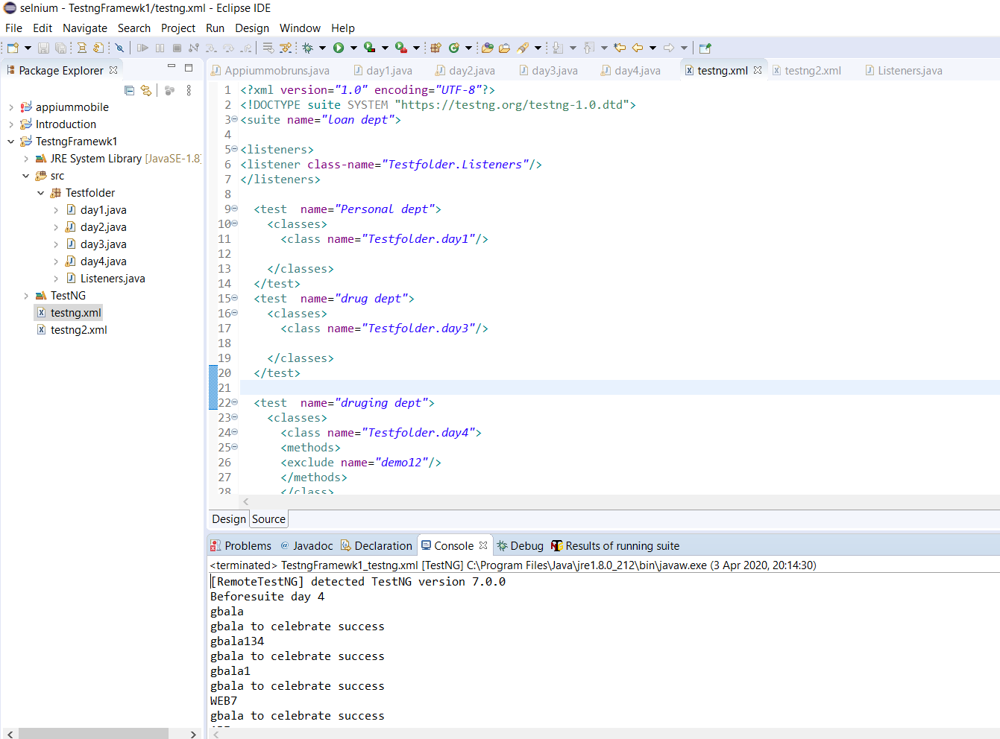 selnium - TestngFramewk1/testng.xml - Eclipse IDE
File Edit Navigate Search Project Run Design Window Help
Package Explorer
appiummobile
Introduction
TestngFramewk1
JRE System Library [JavaSE-1.8]
src
Testfolder
day1.java
day2.java
day3.java
day4.java
Listeners.java
TestNG
testng.xml
testng2.xml
Appiummobruns.java day1.java day2.java day3.java day4.java testng.xml testng2.xml Listeners.java
1 <?xml version="1.0" encoding="UTF-8"?>
2 <!DOCTYPE suite SYSTEM "https://testng.org/testng-1.0.dtd">
3 <suite name="loan dept">
4
5 <listeners>
6 <listener class-name="Testfolder.Listeners"/>
7 </listeners>
8
9 <test  name="Personal dept">
10 <classes>
11 <class name="Testfolder.day1"/>
12
13 </classes>
14 </test>
15 <test  name="drug dept">
16 <classes>
17 <class name="Testfolder.day3"/>
18
19 </classes>
20 </test>
21
22 <test  name="druging dept">
23 <classes>
24 <class name="Testfolder.day4">
25 <methods>
26 <exclude name="demo12"/>
27 </methods>
28 </class>
Design Source
Problems @ Javadoc Declaration Console Debug Results of running suite
<terminated> TestngFramewk1_testng.xml [TestNG] C:\Program Files\Java\jre1.8.0_212\bin\javaw.exe (3 Apr 2020, 20:14:30)
[RemoteTestNG] detected TestNG version 7.0.0
Beforesuite day 4
gbala
gbala to celebrate success
gbala134
gbala to celebrate success
gbala1
gbala to celebrate success
WEB7
gbala to celebrate success